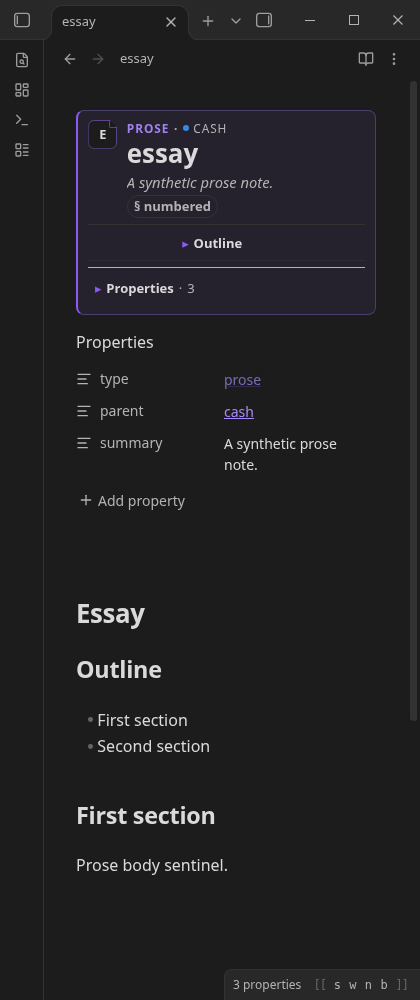 essay
essay
E
PROSE · CASH
essay
A synthetic prose note.
§ numbered
▸ Outline
▸ Properties · 3
Properties
type prose
parent cash
summary A synthetic prose
note.
+ Add property
Essay
Outline
• First section
• Second section
First section
Prose body sentinel.
3 properties [[ s w n b ]]